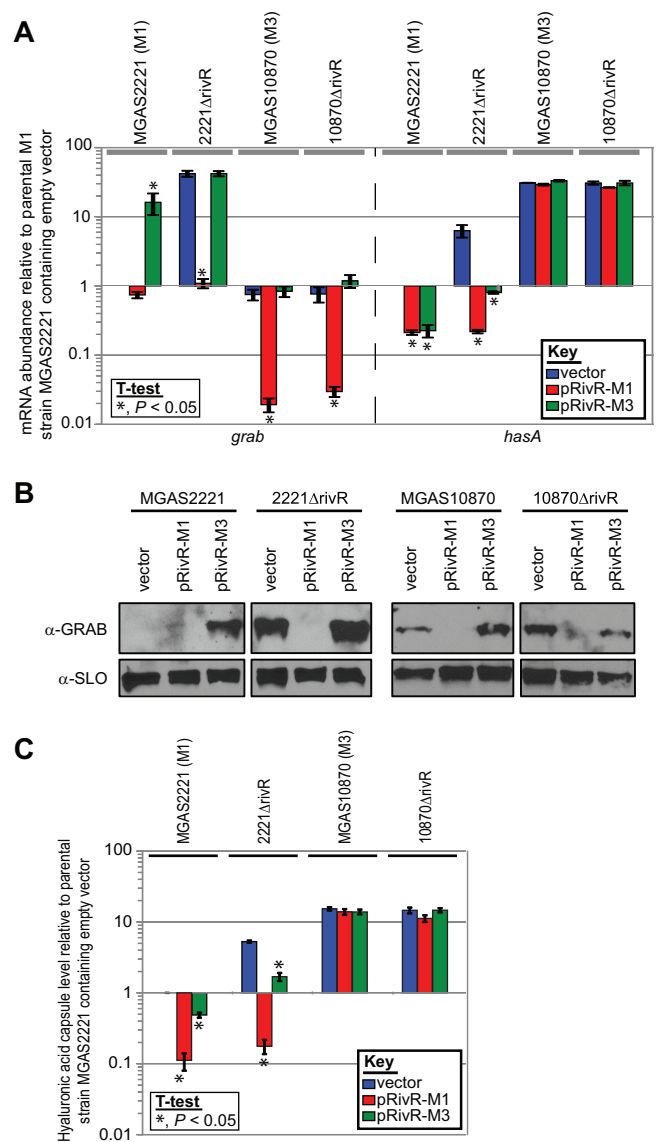 A
MGAS2221 (M1)
2221ΔrivR
MGAS10870 (M3)
10870ΔrivR
MGAS2221 (M1)
2221ΔrivR
MGAS10870 (M3)
10870ΔrivR
mRNA abundance relative to parental M1
strain MGAS2221 containing empty vector
100
10
1
0.1
0.01
*
*
*
*
*
*
*
*
T-test
*, P < 0.05
Key
vector
pRivR-M1
pRivR-M3
grab
hasA
B
MGAS2221
2221ΔrivR
MGAS10870
10870ΔrivR
vector
pRivR-M1
pRivR-M3
vector
pRivR-M1
pRivR-M3
vector
pRivR-M1
pRivR-M3
vector
pRivR-M1
pRivR-M3
α-GRAB
α-SLO
C
MGAS2221 (M1)
2221ΔrivR
MGAS10870 (M3)
10870ΔrivR
Hyaluronic acid capsule level relative to parental
strain MGAS2221 containing empty vector
100
10
1
0.1
0.01
*
*
*
*
T-test
*, P < 0.05
Key
vector
pRivR-M1
pRivR-M3